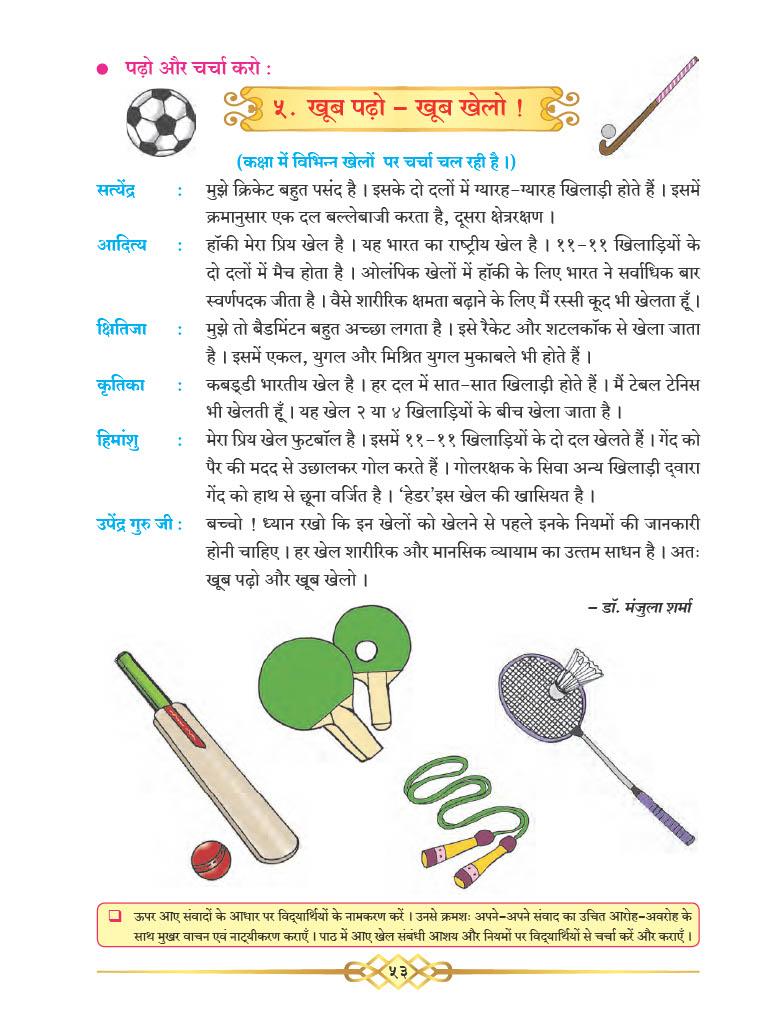 ● पढ़ो और चर्चा करो :
५. खूब पढ़ो – खूब खेलो !
(कक्षा में विभिन्न खेलों पर चर्चा चल रही है।)
सत्येंद्र : मुझे क्रिकेट बहुत पसंद है । इसके दो दलों में ग्यारह-ग्यारह खिलाड़ी होते हैं । इसमें
क्रमानुसार एक दल बल्लेबाजी करता है, दूसरा क्षेत्ररक्षण ।
आदित्य : हॉकी मेरा प्रिय खेल है । यह भारत का राष्ट्रीय खेल है । ११-११ खिलाड़ियों के
दो दलों में मैच होता है । ओलंपिक खेलों में हॉकी के लिए भारत ने सर्वाधिक बार
स्वर्णपदक जीता है । वैसे शारीरिक क्षमता बढ़ाने के लिए मैं रस्सी कूद भी खेलता हूँ ।
क्षितिजा : मुझे तो बैडमिंटन बहुत अच्छा लगता है । इसे रैकेट और शटलकॉक से खेला जाता
है । इसमें एकल, युगल और मिश्रित युगल मुकाबले भी होते हैं ।
कृतिका : कबड्डी भारतीय खेल है । हर दल में सात-सात खिलाड़ी होते हैं । मैं टेबल टेनिस
भी खेलती हूँ । यह खेल २ या ४ खिलाड़ियों के बीच खेला जाता है ।
हिमांशु : मेरा प्रिय खेल फुटबॉल है । इसमें ११-११ खिलाड़ियों के दो दल खेलते हैं । गेंद को
पैर की मदद से उछालकर गोल करते हैं । गोलरक्षक के सिवा अन्य खिलाड़ी द्वारा
गेंद को हाथ से छूना वर्जित है । ‘हेडर’इस खेल की खासियत है ।
उपेंद्र गुरु जी : बच्चो ! ध्यान रखो कि इन खेलों को खेलने से पहले इनके नियमों की जानकारी
होनी चाहिए । हर खेल शारीरिक और मानसिक व्यायाम का उत्तम साधन है । अतः
खूब पढ़ो और खूब खेलो ।
– डॉ. मंजुला शर्मा
❑ ऊपर आए संवादों के आधार पर विद्यार्थियों के नामकरण करें । उनसे क्रमशः अपने-अपने संवाद का उचित आरोह-अवरोह के
साथ मुखर वाचन एवं नाट्यीकरण कराएँ । पाठ में आए खेल संबंधी आशय और नियमों पर विद्यार्थियों से चर्चा करें और कराएँ ।
५३